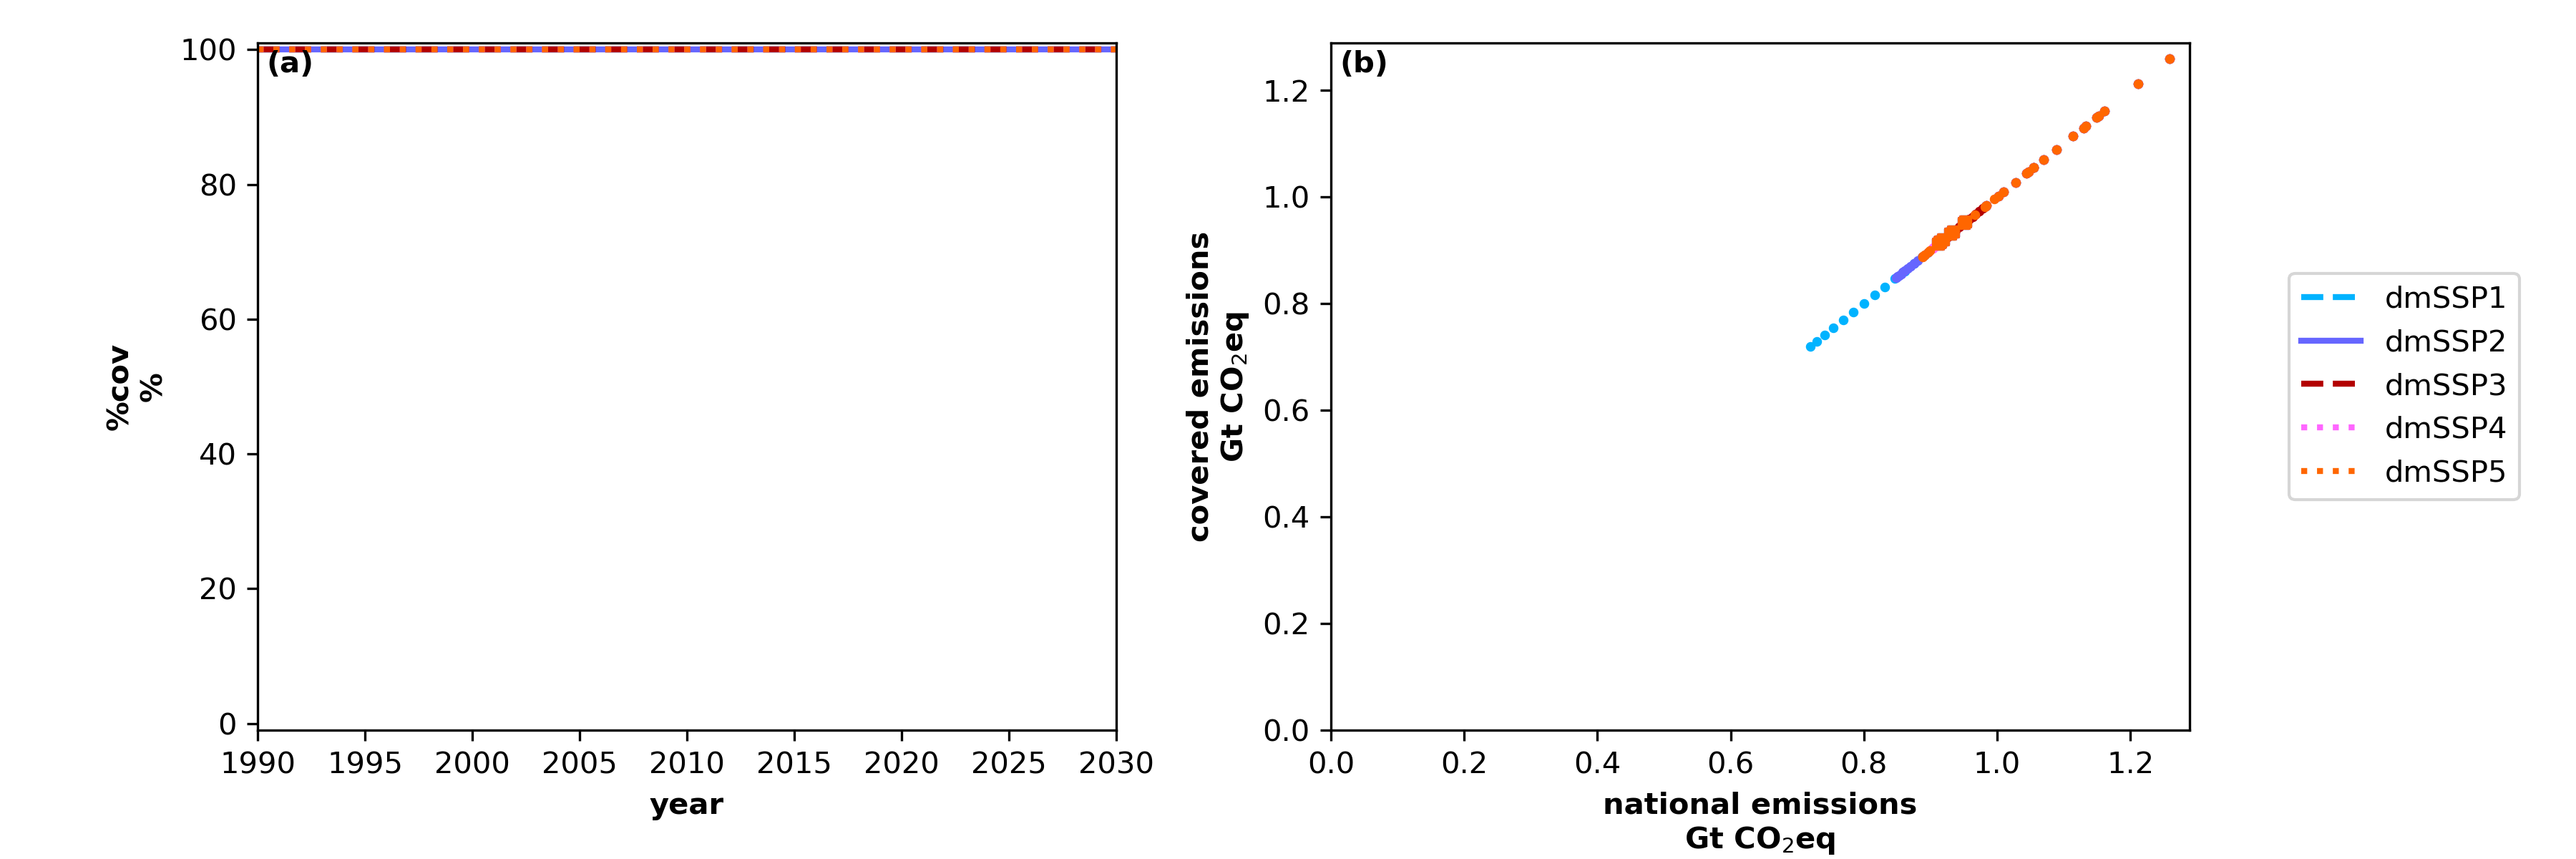 (a)
100
80
60
40
20
0
%cov
%
1990 1995 2000 2005 2010 2015 2020 2025 2030
year
(b)
1.2
1.0
0.8
0.6
0.4
0.2
0.0
covered emissions
Gt CO₂eq
0.0 0.2 0.4 0.6 0.8 1.0 1.2
national emissions
Gt CO₂eq
dmSSP1
dmSSP2
dmSSP3
dmSSP4
dmSSP5